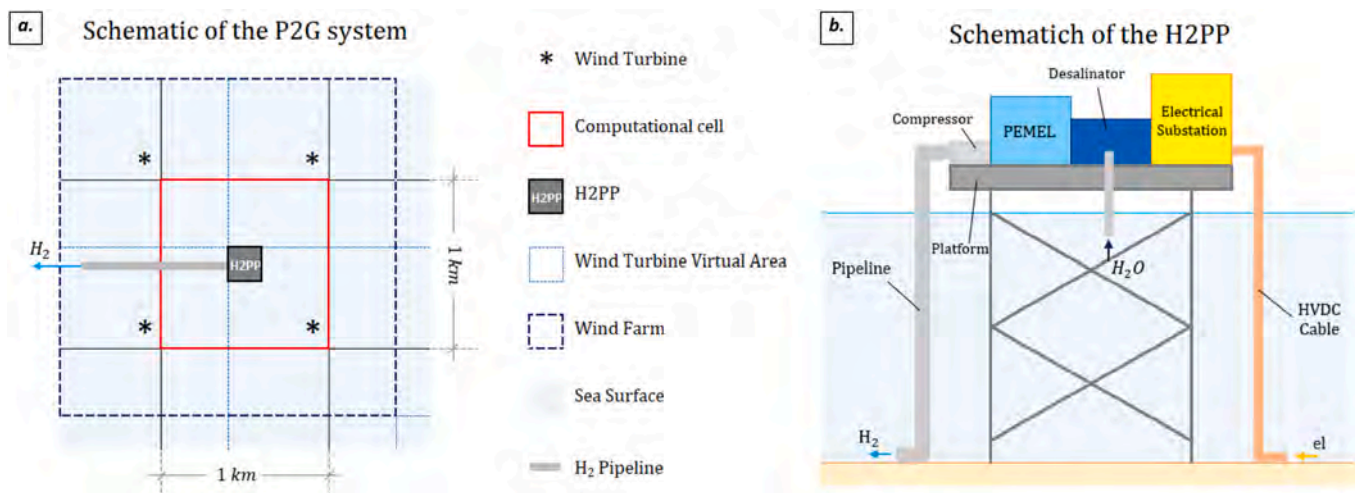 a.
Schematic of the P2G system
*
*
*
*
H2PP
H₂
1 km
1 km
* Wind Turbine
Computational cell
H2PP H2PP
Wind Turbine Virtual Area
Wind Farm
Sea Surface
H₂ Pipeline
b.
Schematich of the H2PP
Desalinator
Compressor
PEMEL
Electrical
Substation
Platform
Pipeline
H₂O
HVDC
Cable
H₂
el